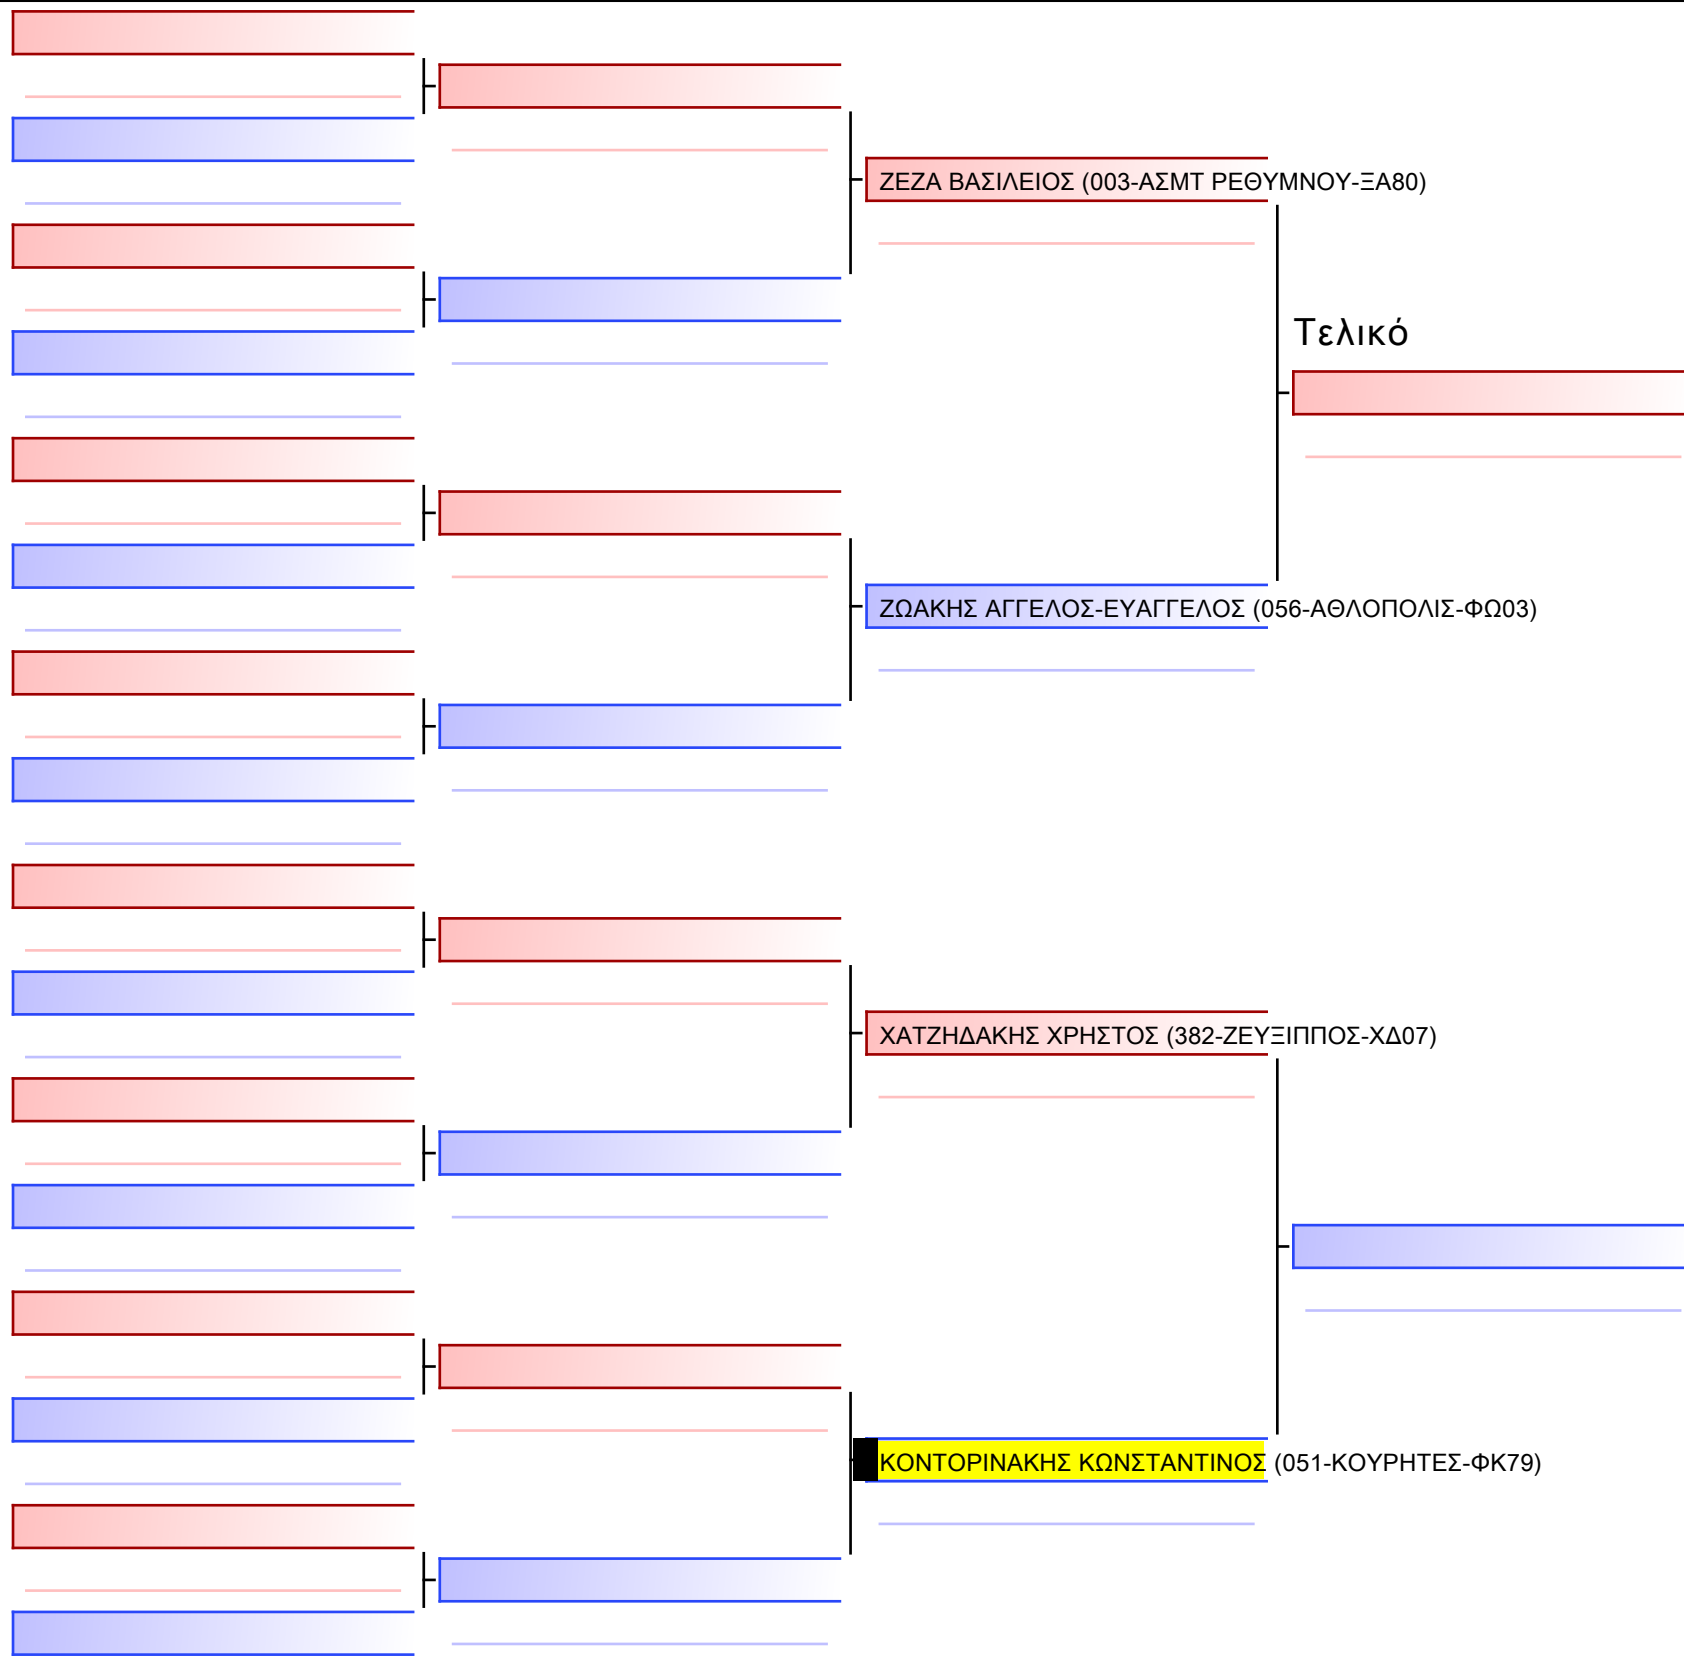 ΖΕΖΑ ΒΑΣΙΛΕΙΟΣ (003-ΑΣΜΤ ΡΕΘΥΜΝΟΥ-ΞΑ80)
Τελικό
ΖΩΑΚΗΣ ΑΓΓΕΛΟΣ-ΕΥΑΓΓΕΛΟΣ (056-ΑΘΛΟΠΟΛΙΣ-ΦΩ03)
ΧΑΤΖΗΔΑΚΗΣ ΧΡΗΣΤΟΣ (382-ΖΕΥΞΙΠΠΟΣ-ΧΔ07)
ΚΟΝΤΟΡΙΝΑΚΗΣ ΚΩΝΣΤΑΝΤΙΝΟΣ (051-ΚΟΥΡΗΤΕΣ-ΦΚ79)